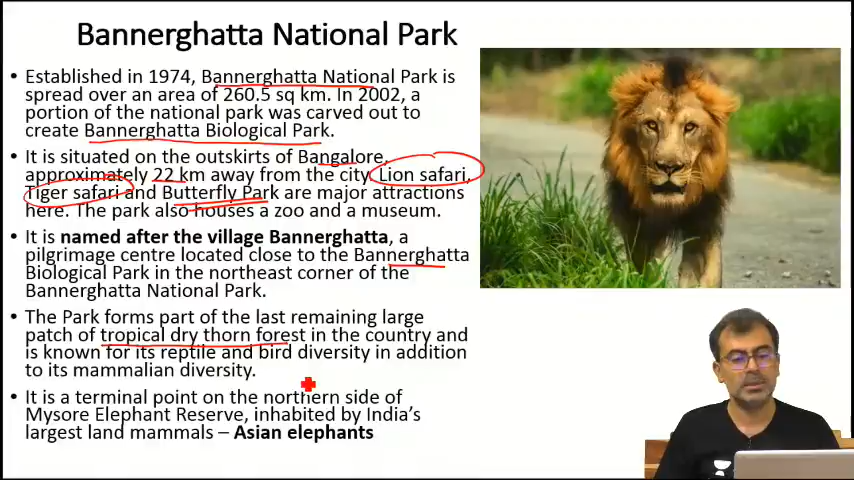 Bannerghatta National Park
• Established in 1974, Bannerghatta National Park is
spread over an area of 260.5 sq km. In 2002, a
portion of the national park was carved out to
create Bannerghatta Biological Park.
• It is situated on the outskirts of Bangalore,
approximately 22 km away from the city. Lion safari,
Tiger safari and Butterfly Park are major attractions
here. The park also houses a zoo and a museum.
• It is named after the village Bannerghatta, a
pilgrimage centre located close to the Bannerghatta
Biological Park in the northeast corner of the
Bannerghatta National Park.
• The Park forms part of the last remaining large
patch of tropical dry thorn forest in the country and
is known for its reptile and bird diversity in addition
to its mammalian diversity.
• It is a terminal point on the northern side of
Mysore Elephant Reserve, inhabited by India's
largest land mammals – Asian elephants